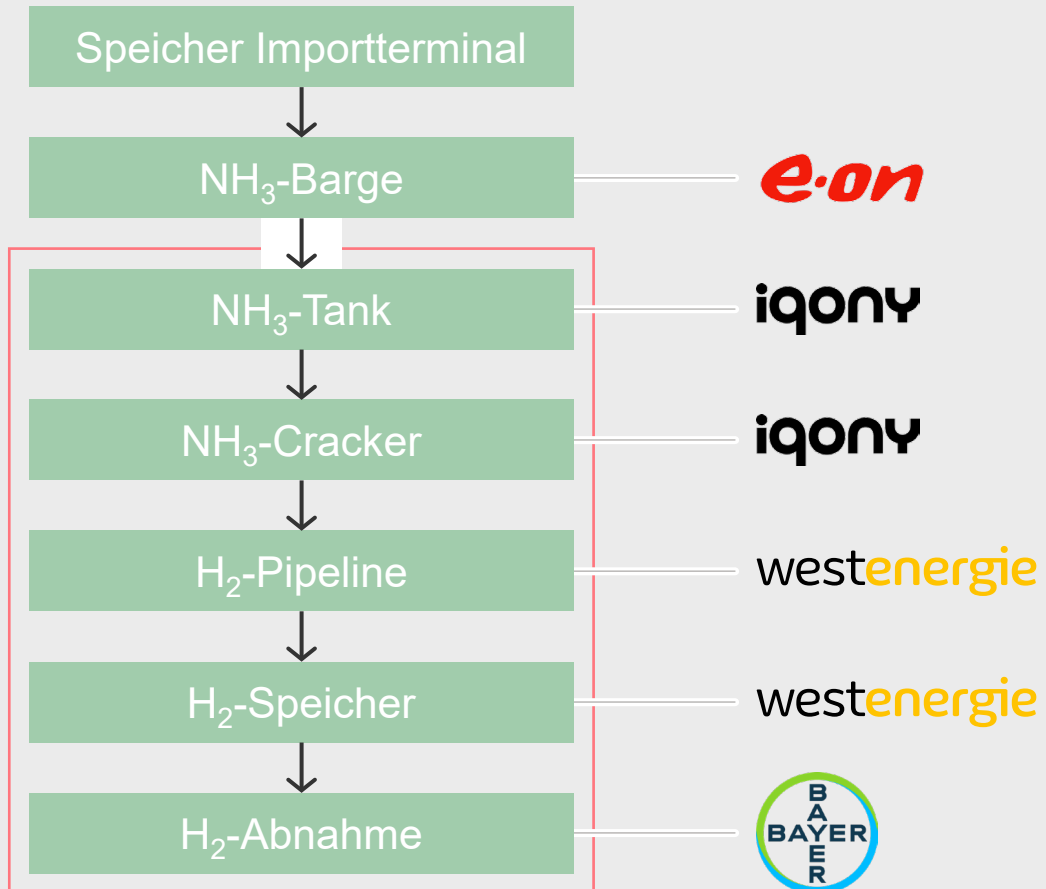 Speicher Importterminal
NH₃-Barge
e·on
NH₃-Tank
iqony
NH₃-Cracker
iqony
H₂-Pipeline
westenergie
H₂-Speicher
westenergie
H₂-Abnahme
BAYER
BAYER